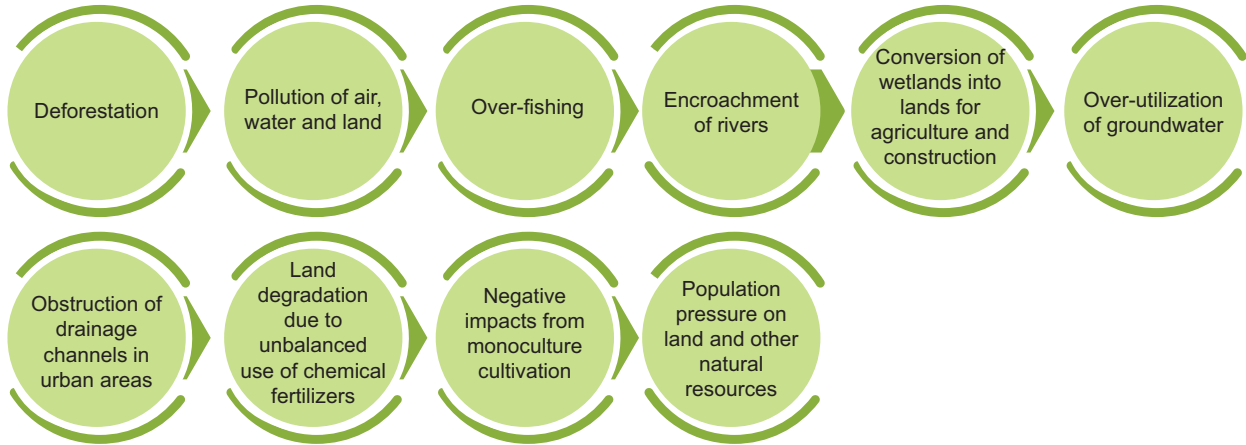 Deforestation
Pollution of air,
water and land
Over-fishing
Encroachment
of rivers
Conversion of
wetlands into
lands for
agriculture and
construction
Over-utilization
of groundwater
Obstruction of
drainage
channels in
urban areas
Land
degradation
due to
unbalanced
use of chemical
fertilizers
Negative
impacts from
monoculture
cultivation
Population
pressure on
land and other
natural
resources